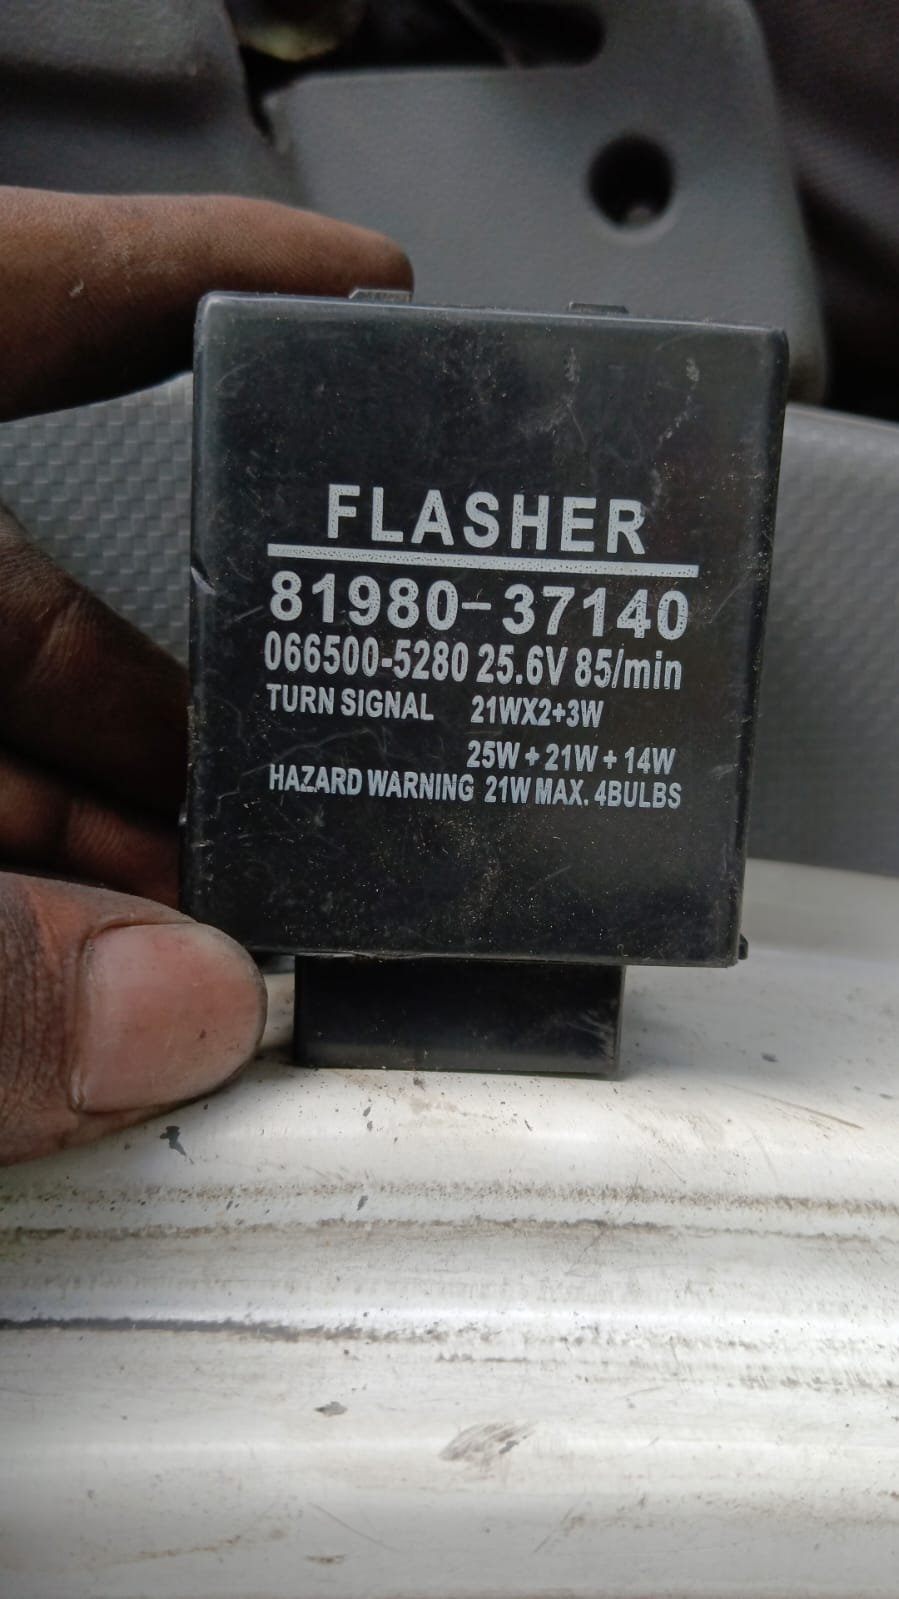 FLASHER
81980-37140
066500-5280 25.6V 85/min
TURN SIGNAL 21WX2+3W
25W + 21W + 14W
HAZARD WARNING 21W MAX. 4BULBS